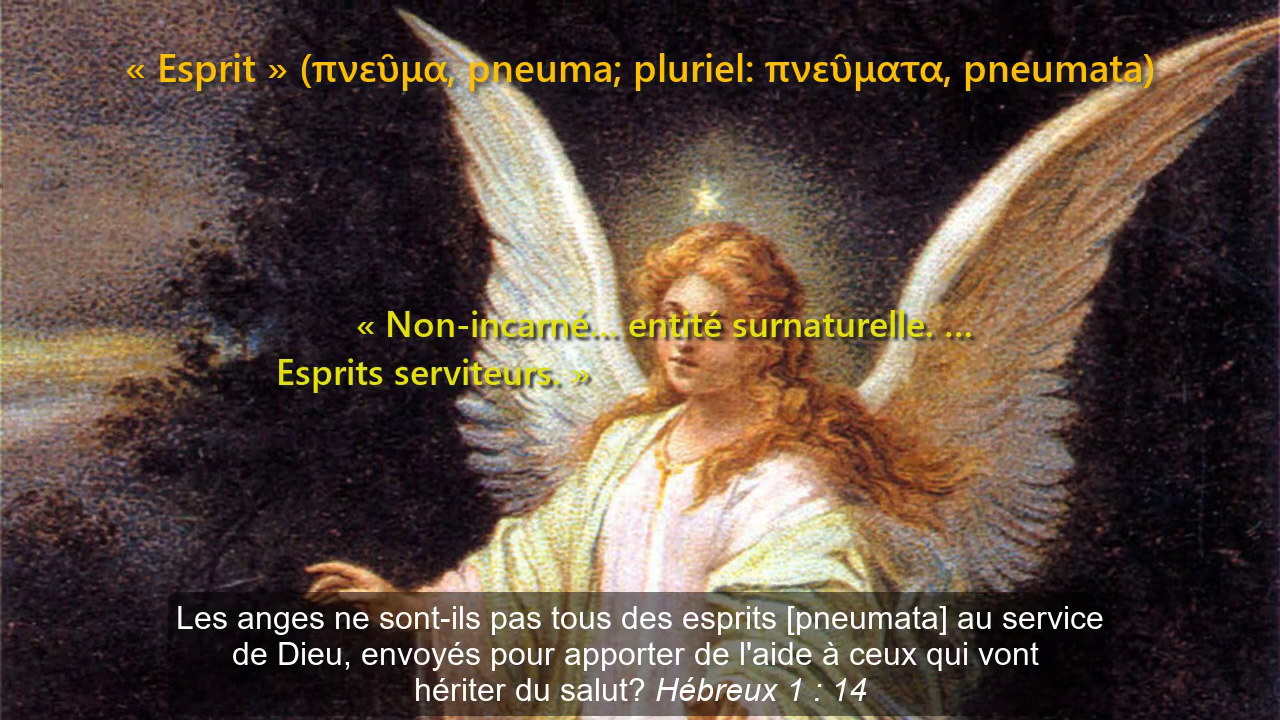 « Esprit » (πνεῦμα, pneuma; pluriel: πνεῦματα, pneumata)
« Non-incarné... entité surnaturelle. ...
Esprits serviteurs. »
Les anges ne sont-ils pas tous des esprits [pneumata] au service
de Dieu, envoyés pour apporter de l'aide à ceux qui vont
hériter du salut? Hébreux 1 : 14